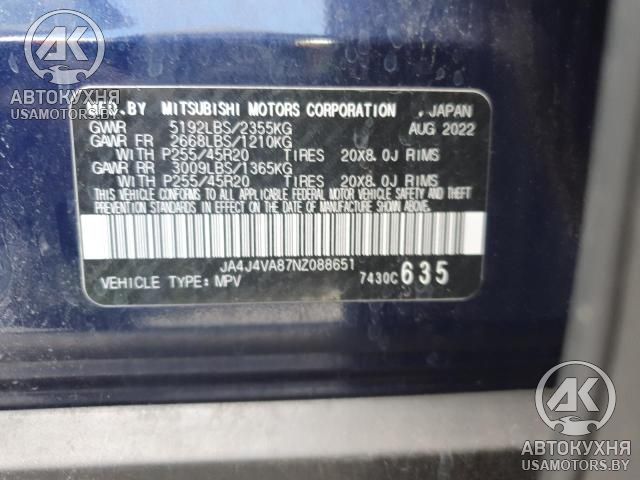 АВТОКУХНЯ
USAMOTORS.BY
MFD.BY MITSUBISHI MOTORS CORPORATION , JAPAN
GVWR 5192LBS/2355KG AUG 2022
GAWR FR 2668LBS/1210KG
WITH P255/45R20 TIRES 20X8.0J RIMS
GAWR RR 3009LBS/1365KG
WITH P255/45R20 TIRES 20X8.0J RIMS
THIS VEHICLE CONFORMS TO ALL APPLICABLE FEDERAL MOTOR VEHICLE SAFETY AND THEFT
PREVENTION STANDARDS IN EFFECT ON THE DATE OF MANUFACTURE SHOWN ABOVE.
JA4J4VA87NZ088651
VEHICLE TYPE: MPV 7430C 635
АК
АВТОКУХНЯ
USAMOTORS.BY